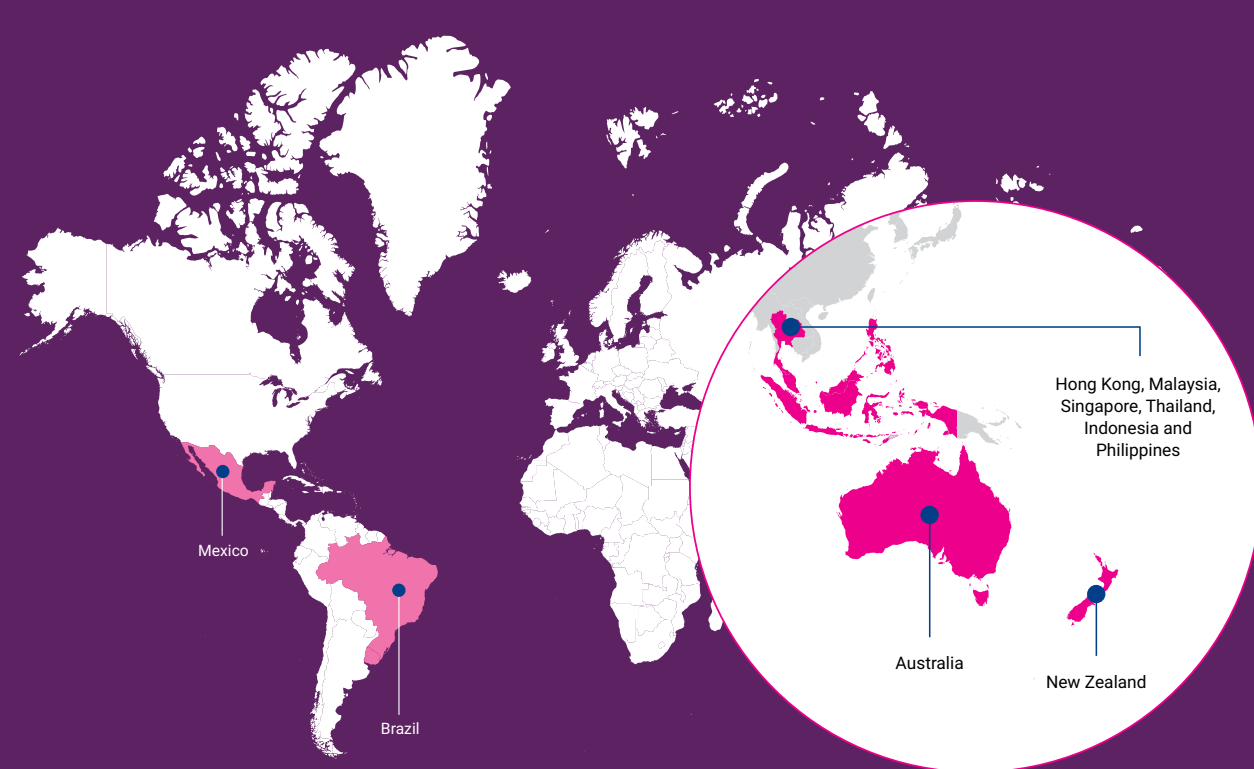 Hong Kong, Malaysia,
Singapore, Thailand,
Indonesia and
Philippines
Mexico
Australia
New Zealand
Brazil